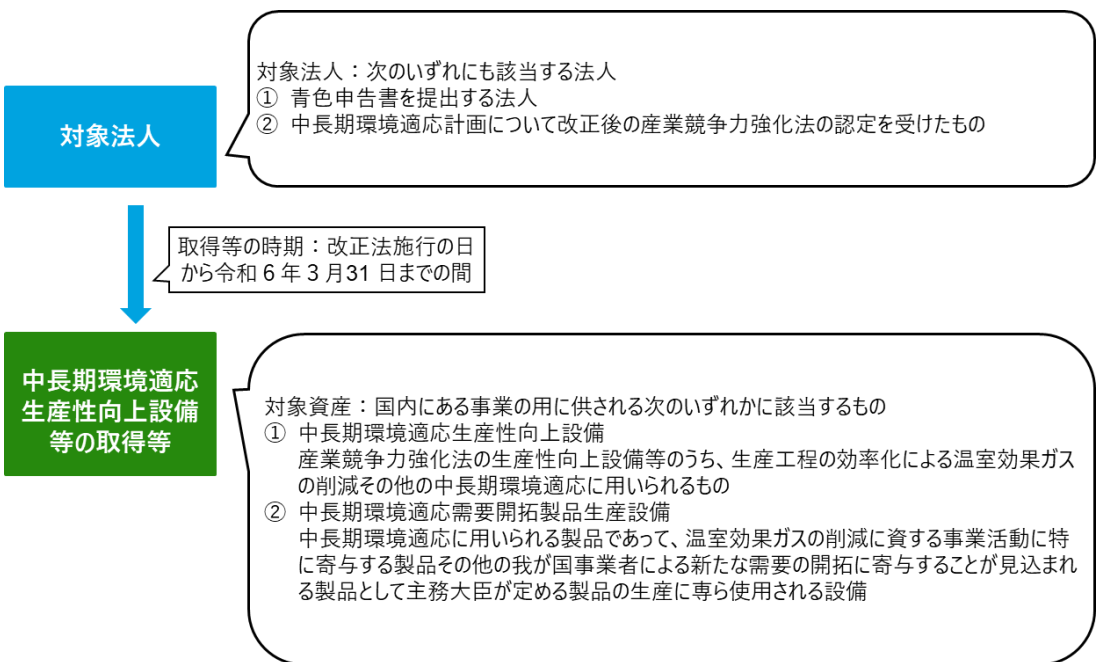 対象法人：次のいずれにも該当する法人
① 青色申告書を提出する法人
② 中長期環境適応計画について改正後の産業競争力強化法の認定を受けたもの
対象法人
取得等の時期：改正法施行の日
から令和６年３月31 日までの間
中長期環境適応
生産性向上設備
等の取得等
対象資産：国内にある事業の用に供される次のいずれかに該当するもの
① 中長期環境適応生産性向上設備
産業競争力強化法の生産性向上設備等のうち、生産工程の効率化による温室効果ガス
の削減その他の中長期環境適応に用いられるもの
② 中長期環境適応需要開拓製品生産設備
中長期環境適応に用いられる製品であって、温室効果ガスの削減に資する事業活動に特
に寄与する製品その他の我が国事業者による新たな需要の開拓に寄与することが見込まれ
る製品として主務大臣が定める製品の生産に専ら使用される設備